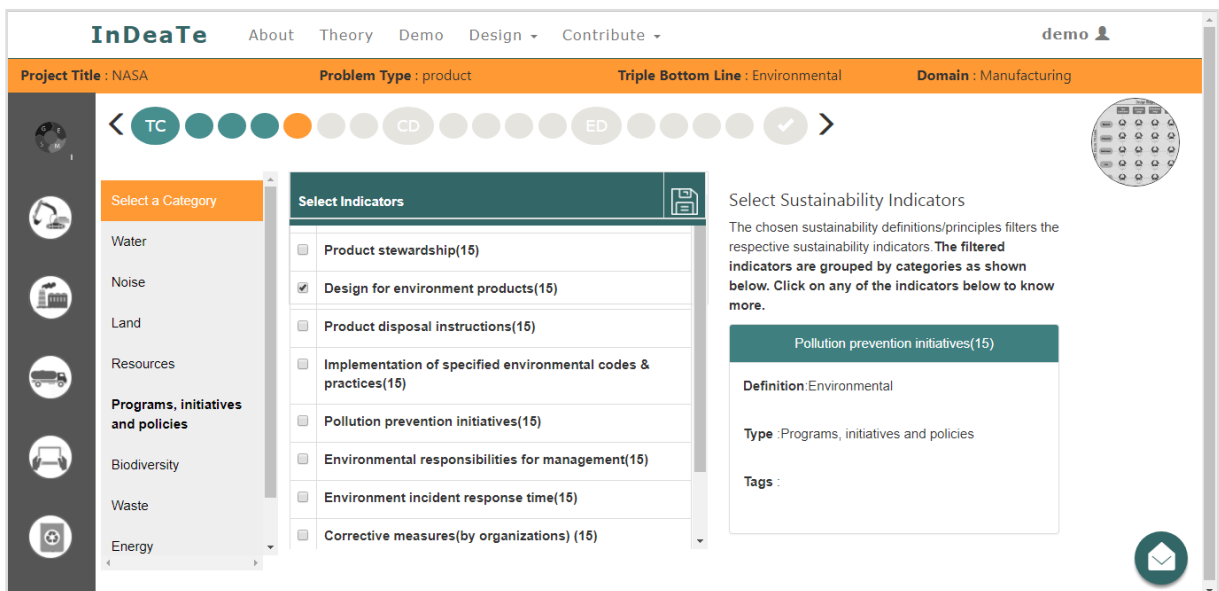 InDeaTe About Theory Demo Design Contribute demo
Project Title : NASA Problem Type : product Triple Bottom Line : Environmental Domain : Manufacturing
TC CD ED
Select a Category
Water
Noise
Land
Resources
Programs, initiatives
and policies
Biodiversity
Waste
Energy
Select Indicators
Product stewardship(15)
Design for environment products(15)
Product disposal instructions(15)
Implementation of specified environmental codes &
practices(15)
Pollution prevention initiatives(15)
Environmental responsibilities for management(15)
Environment incident response time(15)
Corrective measures(by organizations) (15)
Select Sustainability Indicators
The chosen sustainability definitions/principles filters the
respective sustainability indicators.The filtered
indicators are grouped by categories as shown
below. Click on any of the indicators below to know
more.
Pollution prevention initiatives(15)
Definition:Environmental
Type :Programs, initiatives and policies
Tags :